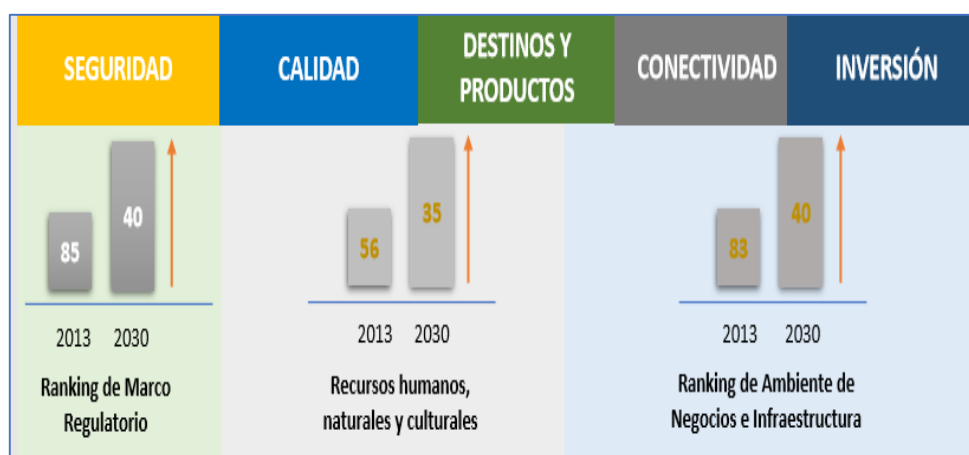 SEGURIDAD
CALIDAD
DESTINOS Y
PRODUCTOS
CONECTIVIDAD
INVERSIÓN
85
40
2013
2030
Ranking de Marco
Regulatorio
56
35
2013
2030
Recursos humanos,
naturales y culturales
83
40
2013
2030
Ranking de Ambiente de
Negocios e Infraestructura